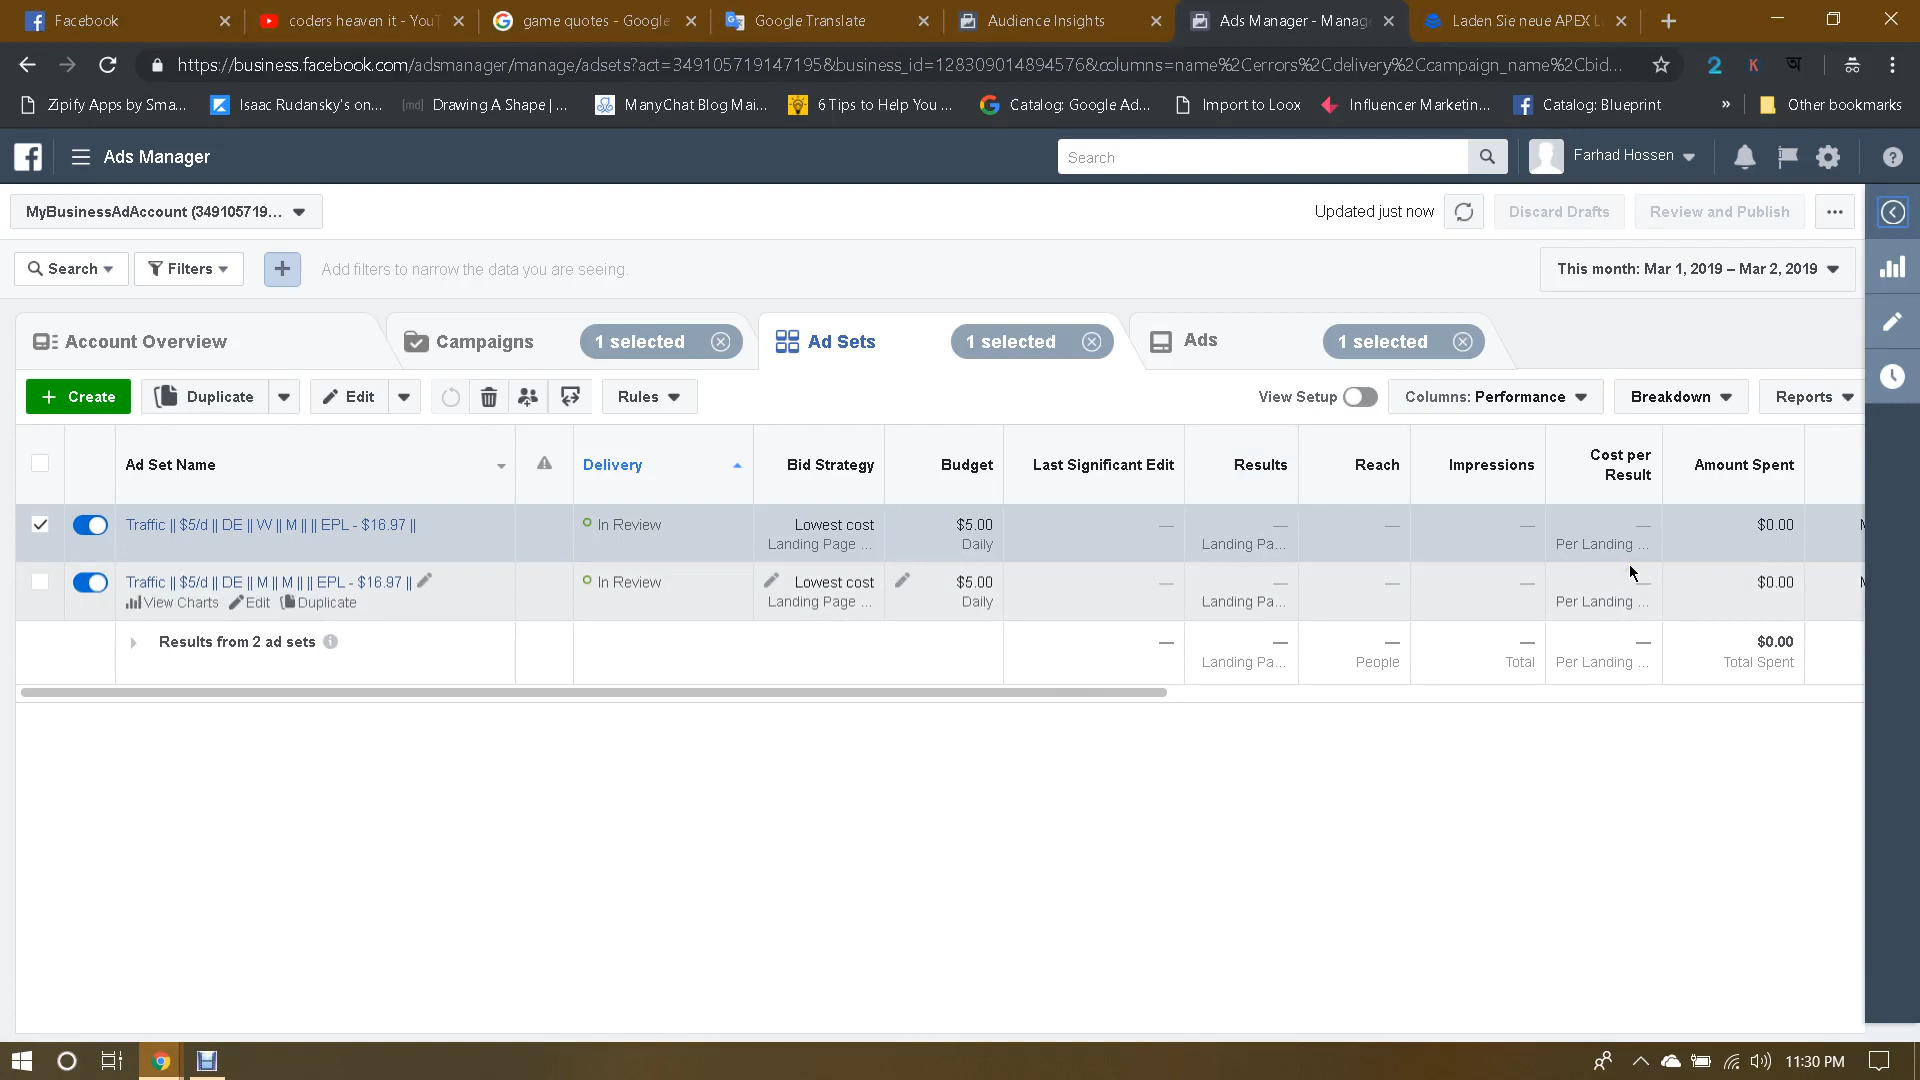 Facebook
coders heaven it - YouT
game quotes - Google
Google Translate
Audience Insights
Ads Manager - Manag
Laden Sie neue APEX L
https://business.facebook.com/adsmanager/manage/adsets?act=349105719147195&business_id=128309014894576&columns=name%2Cerrors%2Cdelivery%2Ccampaign_name%2Cbid...
Zipify Apps by Sma...
Isaac Rudansky's on...
[md] Drawing A Shape | ...
ManyChat Blog Mai...
6 Tips to Help You ...
Catalog: Google Ad...
Import to Loox
Influencer Marketin...
Catalog: Blueprint
»
Other bookmarks
Ads Manager
Search
Farhad Hossen
MyBusinessAdAccount (349105719...
Updated just now
Discard Drafts
Review and Publish
Search
Filters
Add filters to narrow the data you are seeing.
This month: Mar 1, 2019 – Mar 2, 2019
Account Overview
Campaigns
1 selected
Ad Sets
1 selected
Ads
1 selected
+ Create
Duplicate
Edit
Rules
View Setup
Columns: Performance
Breakdown
Reports
Ad Set Name
Delivery
Bid Strategy
Budget
Last Significant Edit
Results
Reach
Impressions
Cost per
Result
Amount Spent
Traffic || $5/d || DE || W || M || || EPL - $16.97 ||
In Review
Lowest cost
Landing Page ...
$5.00
Daily
—
—
Landing Pa...
—
—
—
Per Landing ...
$0.00
Traffic || $5/d || DE || M || M || || EPL - $16.97 ||
View Charts
Edit
Duplicate
In Review
Lowest cost
Landing Page ...
$5.00
Daily
—
—
Landing Pa...
—
—
—
Per Landing ...
$0.00
Results from 2 ad sets
—
—
Landing Pa...
—
People
—
Total
—
Per Landing ...
$0.00
Total Spent
11:30 PM